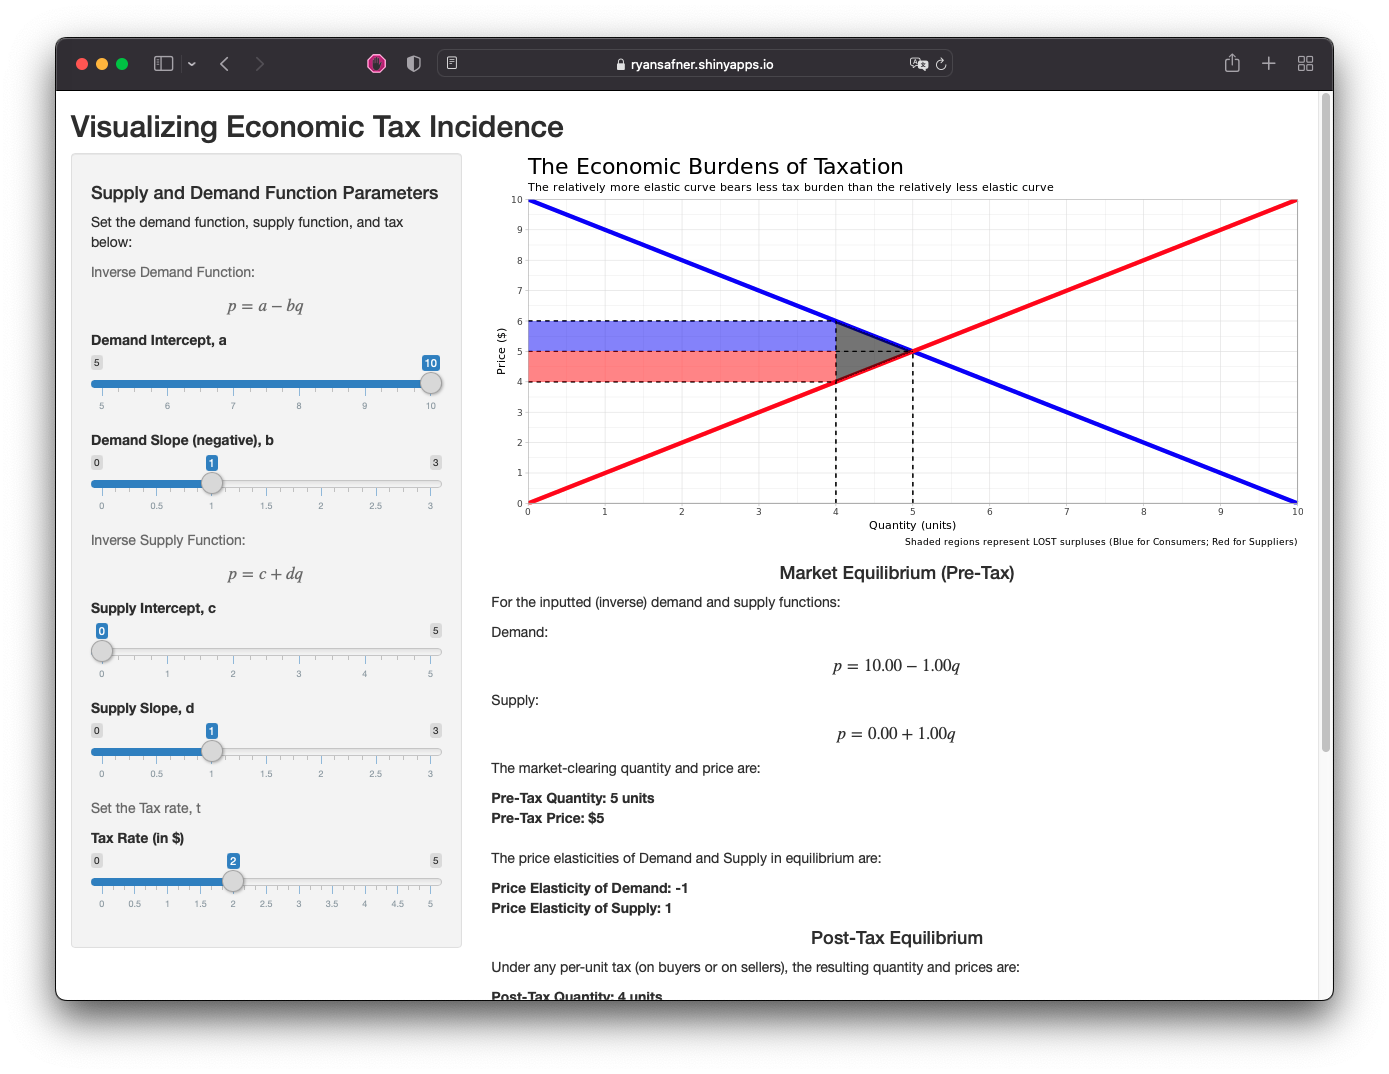 ryansafner.shinyapps.io
Visualizing Economic Tax Incidence
Supply and Demand Function Parameters
Set the demand function, supply function, and tax
below:
Inverse Demand Function:
p = a − bq
Demand Intercept, a
5 10
5 6 7 8 9 10
Demand Slope (negative), b
0 1 3
0 0.5 1 1.5 2 2.5 3
Inverse Supply Function:
p = c + dq
Supply Intercept, c
0 5
0 1 2 3 4 5
Supply Slope, d
0 1 3
0 0.5 1 1.5 2 2.5 3
Set the Tax rate, t
Tax Rate (in $)
0 2 5
0 0.5 1 1.5 2 2.5 3 3.5 4 4.5 5
The Economic Burdens of Taxation
The relatively more elastic curve bears less tax burden than the relatively less elastic curve
10
9
8
7
6
5
4
3
2
1
0
Price ($)
0 1 2 3 4 5 6 7 8 9 10
Quantity (units)
Shaded regions represent LOST surpluses (Blue for Consumers; Red for Suppliers)
Market Equilibrium (Pre-Tax)
For the inputted (inverse) demand and supply functions:
Demand:
p = 10.00 − 1.00q
Supply:
p = 0.00 + 1.00q
The market-clearing quantity and price are:
Pre-Tax Quantity: 5 units
Pre-Tax Price: $5
The price elasticities of Demand and Supply in equilibrium are:
Price Elasticity of Demand: -1
Price Elasticity of Supply: 1
Post-Tax Equilibrium
Under any per-unit tax (on buyers or on sellers), the resulting quantity and prices are:
Post-Tax Quantity: 4 units